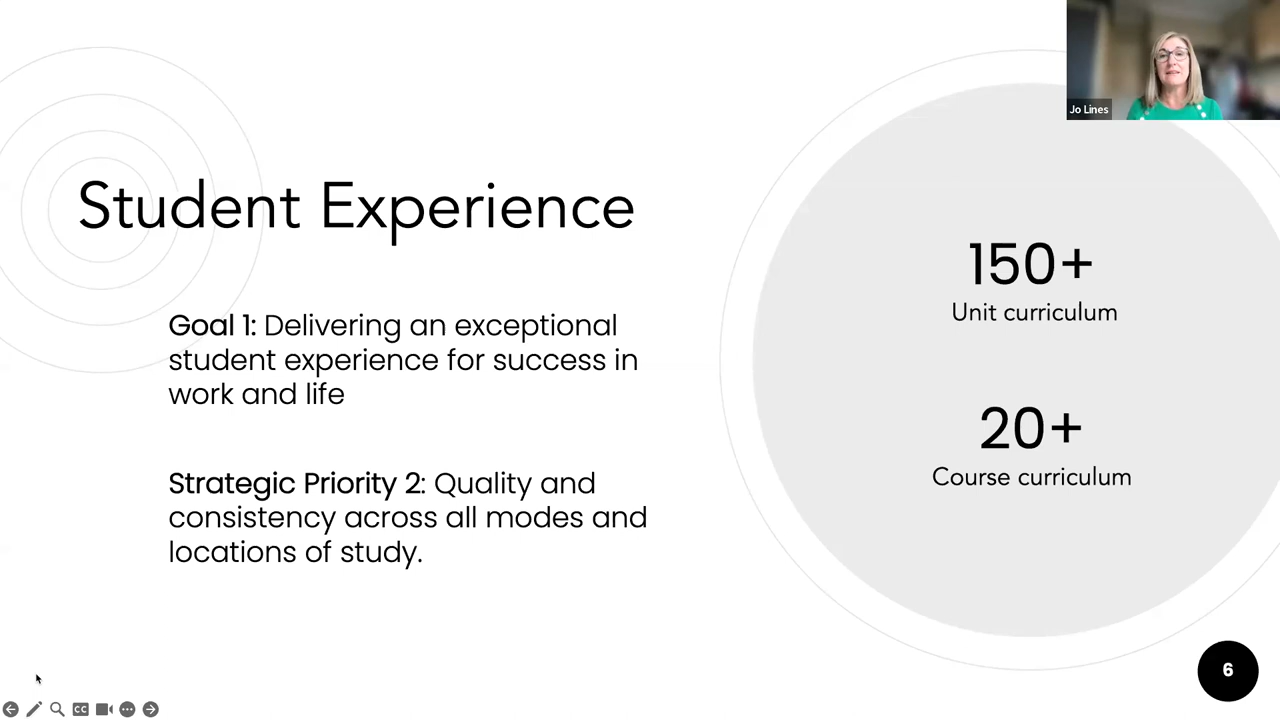 Jo Lines
Student Experience
Goal 1: Delivering an exceptional
student experience for success in
work and life
Strategic Priority 2: Quality and
consistency across all modes and
locations of study.
150+
Unit curriculum
20+
Course curriculum
6
CC